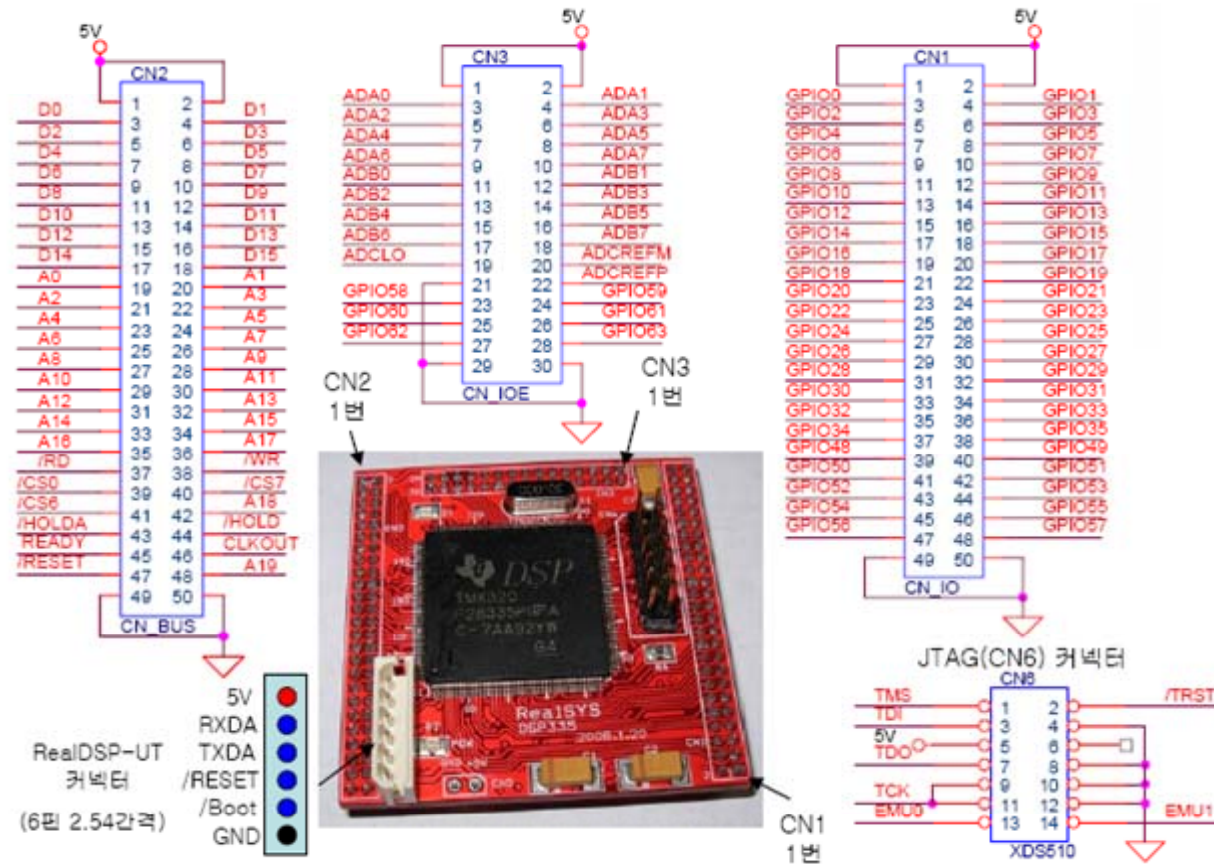 5V
CN2
1 2
D0 3 4 D1
D2 5 6 D3
D4 7 8 D5
D6 9 10 D7
D8 11 12 D9
D10 13 14 D11
D12 15 16 D13
D14 17 18 D15
A0 19 20 A1
A2 21 22 A3
A4 23 24 A5
A6 25 26 A7
A8 27 28 A9
A10 29 30 A11
A12 31 32 A13
A14 33 34 A15
A16 35 36 A17
/RD 37 38 /WR
/CS0 39 40 /CS7
/CS6 41 42 A18
/HOLDA 43 44 /HOLD
READY 45 46 CLKOUT
/RESET 47 48 A19
49 50
CN_BUS
5V
CN3
1 2
ADA0 3 4 ADA1
ADA2 5 6 ADA3
ADA4 7 8 ADA5
ADA6 9 10 ADA7
ADB0 11 12 ADB1
ADB2 13 14 ADB3
ADB4 15 16 ADB5
ADB6 17 18 ADB7
ADCLO 19 20 ADCREFM
21 22 ADCREFP
GPIO58 23 24 GPIO59
GPIO60 25 26 GPIO61
GPIO62 27 28 GPIO63
29 30
CN_IOE
5V
CN1
1 2
GPIO0 3 4 GPIO1
GPIO2 5 6 GPIO3
GPIO4 7 8 GPIO5
GPIO6 9 10 GPIO7
GPIO8 11 12 GPIO9
GPIO10 13 14 GPIO11
GPIO12 15 16 GPIO13
GPIO14 17 18 GPIO15
GPIO16 19 20 GPIO17
GPIO18 21 22 GPIO19
GPIO20 23 24 GPIO21
GPIO22 25 26 GPIO23
GPIO24 27 28 GPIO25
GPIO26 29 30 GPIO27
GPIO28 31 32 GPIO29
GPIO30 33 34 GPIO31
GPIO32 35 36 GPIO33
GPIO34 37 38 GPIO35
GPIO48 39 40 GPIO49
GPIO50 41 42 GPIO51
GPIO52 43 44 GPIO53
GPIO54 45 46 GPIO55
GPIO56 47 48 GPIO57
49 50
CN_IO
CN2
1번
CN3
1번
DSP
TMX320
C-7AA92YW
G4
RealSYS
DSP335
2008.1.20
CN1
1번
5V
RXDA
TXDA
/RESET
/Boot
GND
RealDSP-UT
커넥터
(6핀 2.54간격)
JTAG(CN6) 커넥터
CN6
TMS 1 2 /TRST
TDI 3 4
5V 5 6
TDO 7 8
9 10
TCK 11 12
EMU0 13 14 EMU1
XDS510